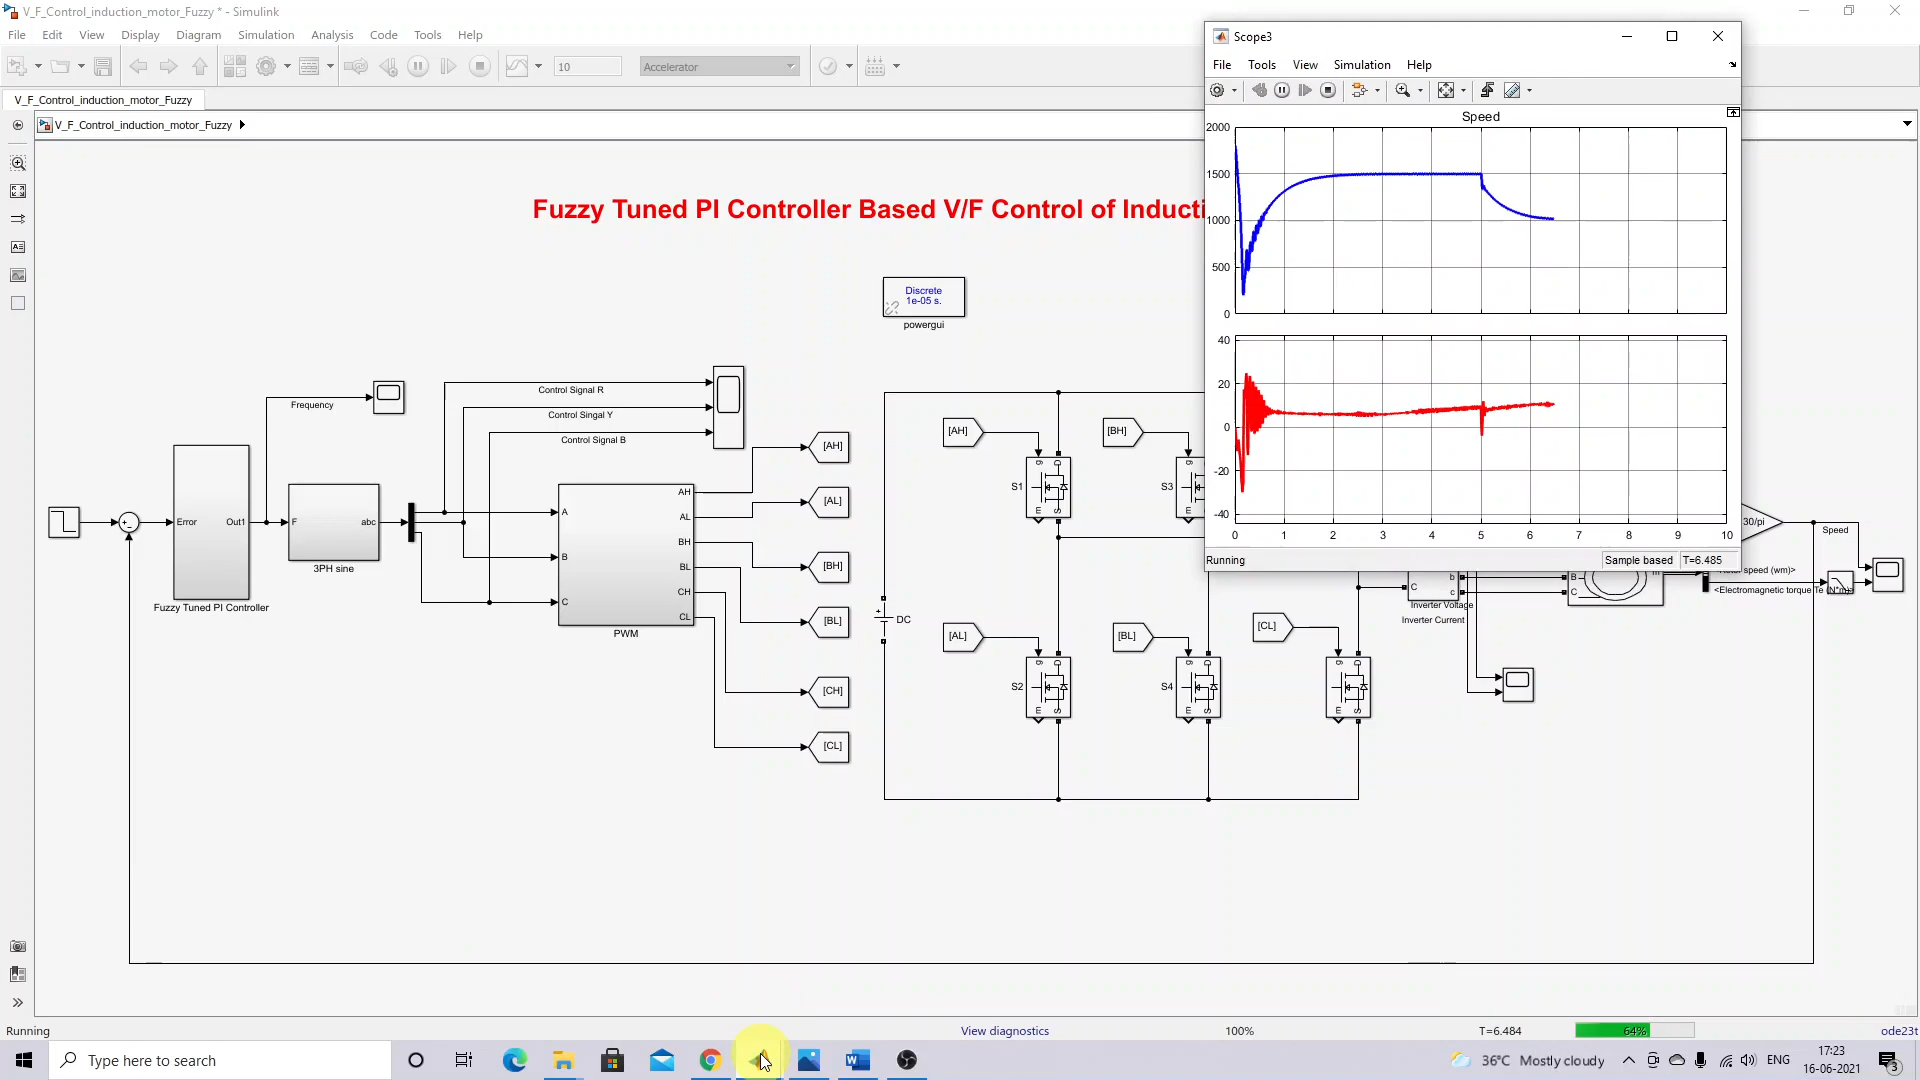 V_F_Control_induction_motor_Fuzzy * - Simulink
File Edit View Display Diagram Simulation Analysis Code Tools Help
10 Accelerator
V_F_Control_induction_motor_Fuzzy
V_F_Control_induction_motor_Fuzzy
Fuzzy Tuned PI Controller Based V/F Control of Inducti
Scope3
File Tools View Simulation Help
Speed
2000
1500
1000
500
0
40
20
0
-20
-40
0 1 2 3 4 5 6 7 8 9 10
Running Sample based T=6.485
Discrete
1e-05 s.
powergui
Frequency
Control Signal R
Control Singal Y
Control Signal B
Error Out1
Fuzzy Tuned PI Controller
F abc
3PH sine
A
B
C
AH
AL
BH
BL
CH
CL
PWM
[AH]
[AL]
[BH]
[BL]
[CH]
[CL]
+
DC
[AH]
[BH]
g D
S1
m S
g
S3
m
[AL]
[BL]
[CL]
g D
S2
m S
g D
S4
m S
g D
m S
C
b
c
Inverter Voltage
Inverter Current
B
C
m
30/pi
Speed
<Electromagnetic torque Te (N*m)>
Running View diagnostics 100% T=6.484 64% ode23t
Type here to search
36°C Mostly cloudy
ENG
17:23
16-06-2021
3